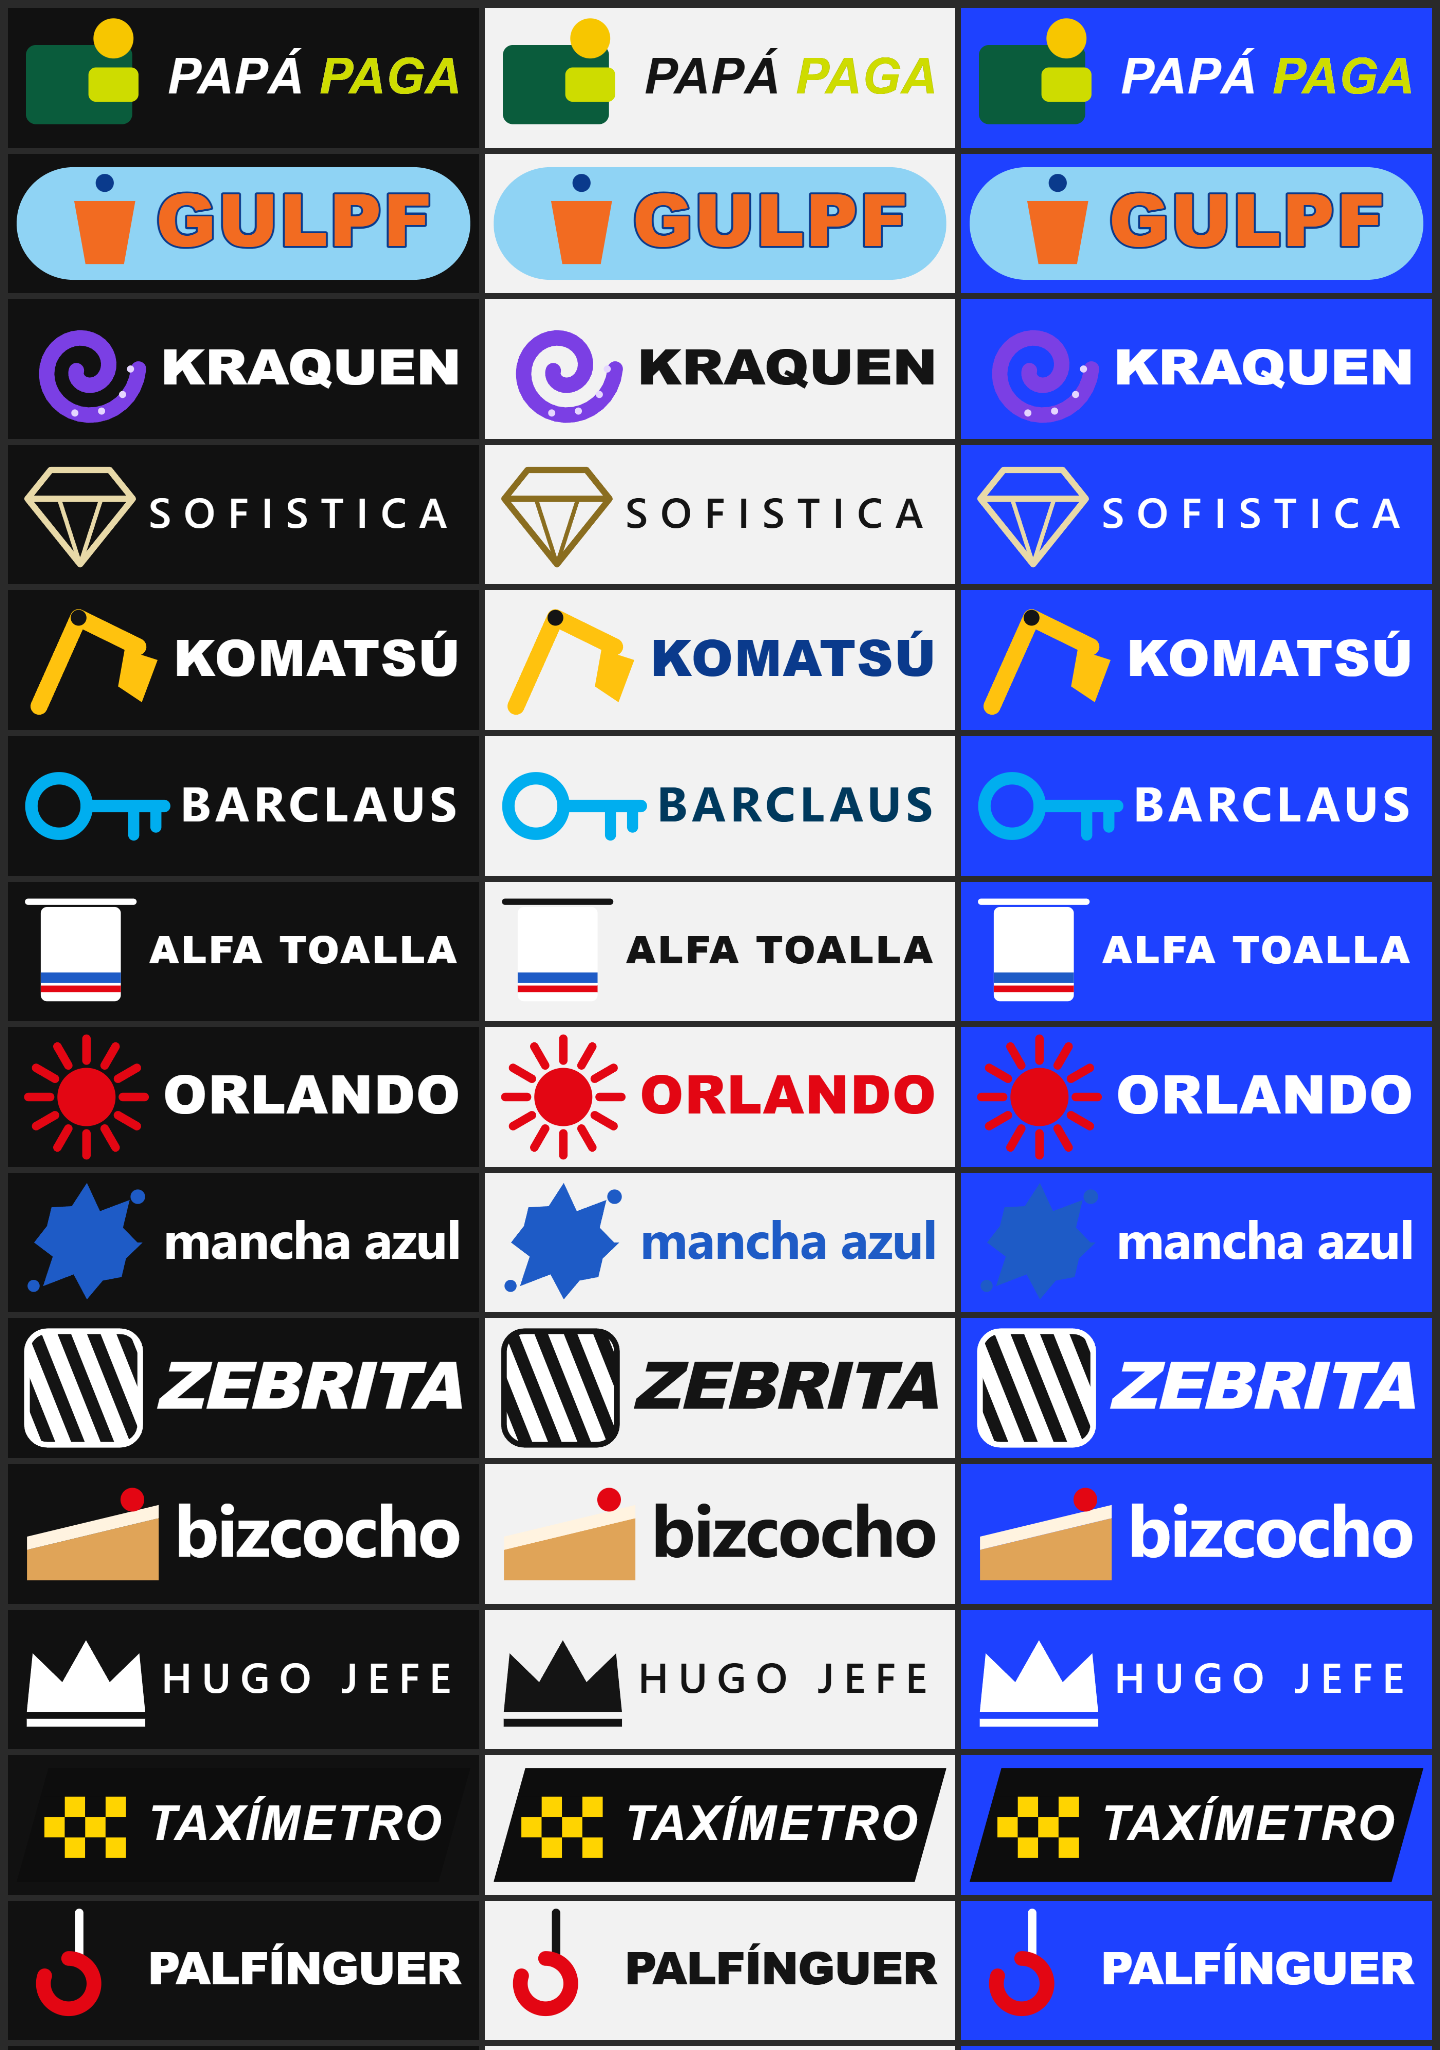 PAPÁ PAGA PAPÁ PAGA PAPÁ PAGA
GULPF GULPF GULPF
KRAQUEN KRAQUEN KRAQUEN
SOFISTICA SOFISTICA SOFISTICA
KOMATSÚ KOMATSÚ KOMATSÚ
BARCLAUS BARCLAUS BARCLAUS
ALFA TOALLA ALFA TOALLA ALFA TOALLA
ORLANDO ORLANDO ORLANDO
mancha azul mancha azul mancha azul
ZEBRITA ZEBRITA ZEBRITA
bizcocho bizcocho bizcocho
HUGO JEFE HUGO JEFE HUGO JEFE
TAXÍMETRO TAXÍMETRO TAXÍMETRO
PALFÍNGUER PALFÍNGUER PALFÍNGUER